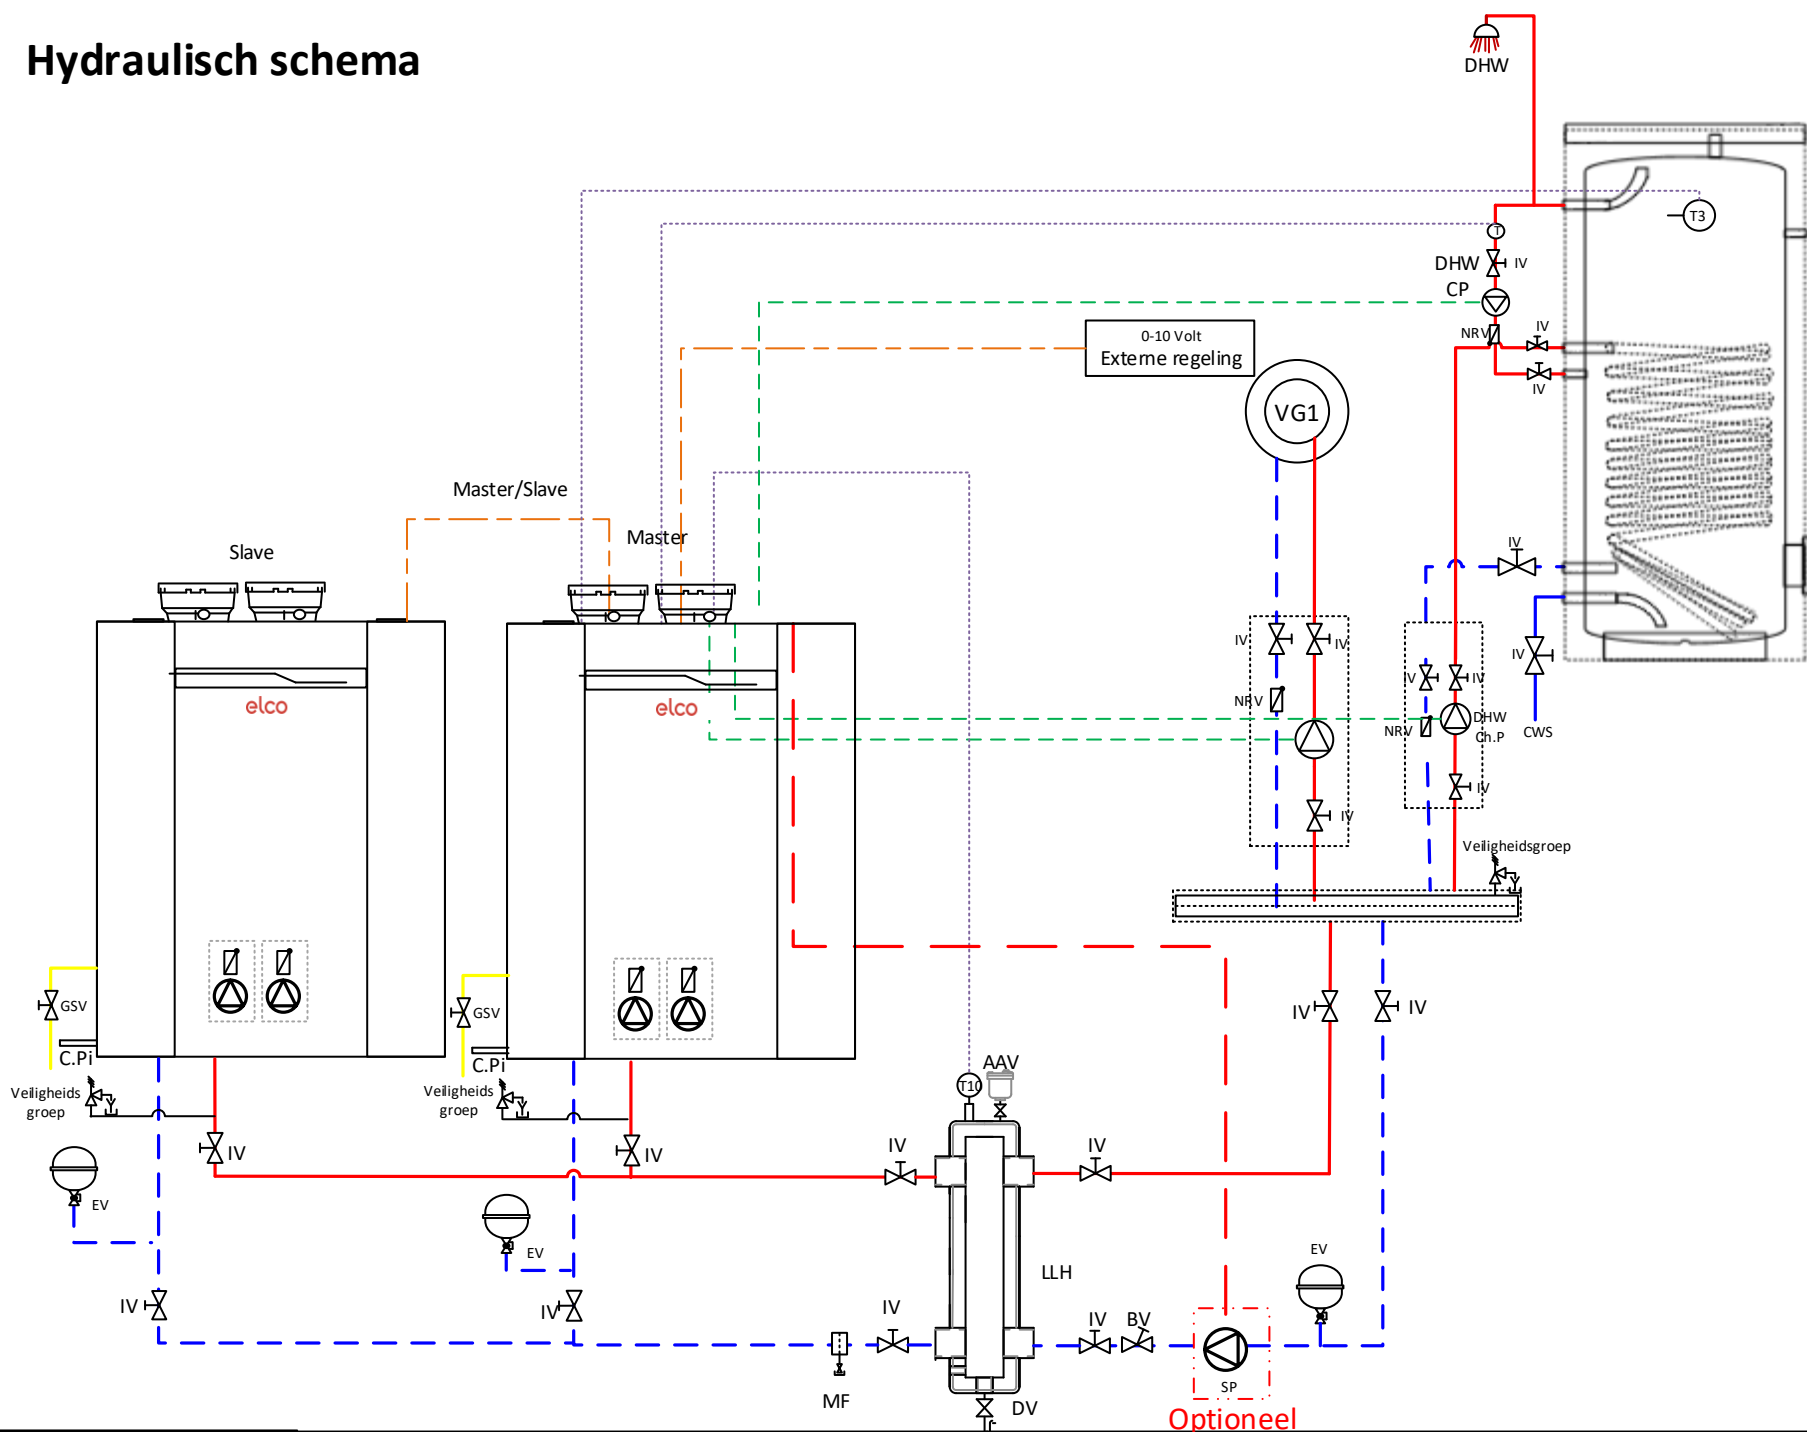 Hydraulisch schema
DHW
T3
T
DHW
IV
CP
NRV
IV
IV
0-10 Volt
Externe regeling
VG1
Master/Slave
Master
Slave
IV
IV
IV
IV
IV
IV
NRV
NRV
DHW
Ch.P
CWS
IV
IV
elco
elco
Veiligheidsgroep
GSV
GSV
IV
IV
C.Pi
C.Pi
Veiligheids
groep
Veiligheids
groep
T10
AAV
IV
IV
IV
IV
EV
EV
EV
LLH
IV
IV
IV
IV
BV
SP
MF
DV
Optioneel